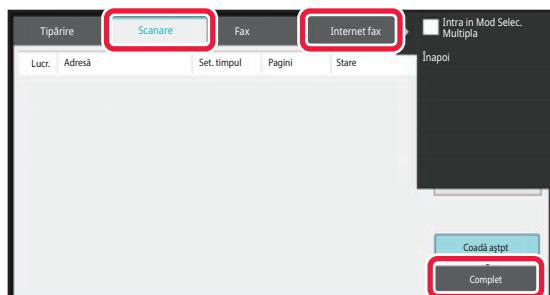 Tipărire Scanare Fax Internet fax
Intra in Mod Selec.
Multipla
Înapoi
Lucr. Adresă Set. timpul Pagini Stare
Coadă aştpt
Complet